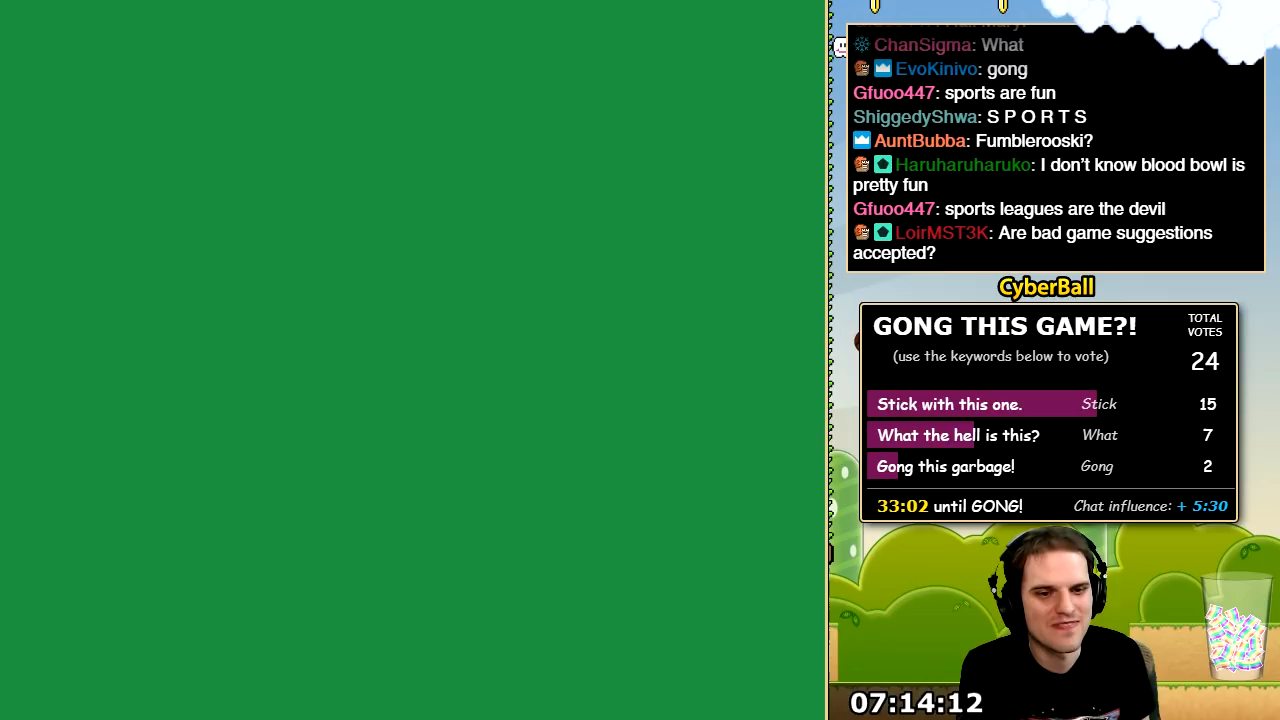 ChanSigma: What
EvoKinivo: gong
Gfuoo447: sports are fun
ShiggedyShwa: S P O R T S
AuntBubba: Fumblerooski?
Haruharuharuko: I don’t know blood bowl is
pretty fun
Gfuoo447: sports leagues are the devil
LoirMST3K: Are bad game suggestions
accepted?
CyberBall
GONG THIS GAME?!
TOTAL
VOTES
(use the keywords below to vote)
24
Stick with this one. Stick 15
What the hell is this? What 7
Gong this garbage! Gong 2
33:02 until GONG! Chat influence: + 5:30
07:14:12